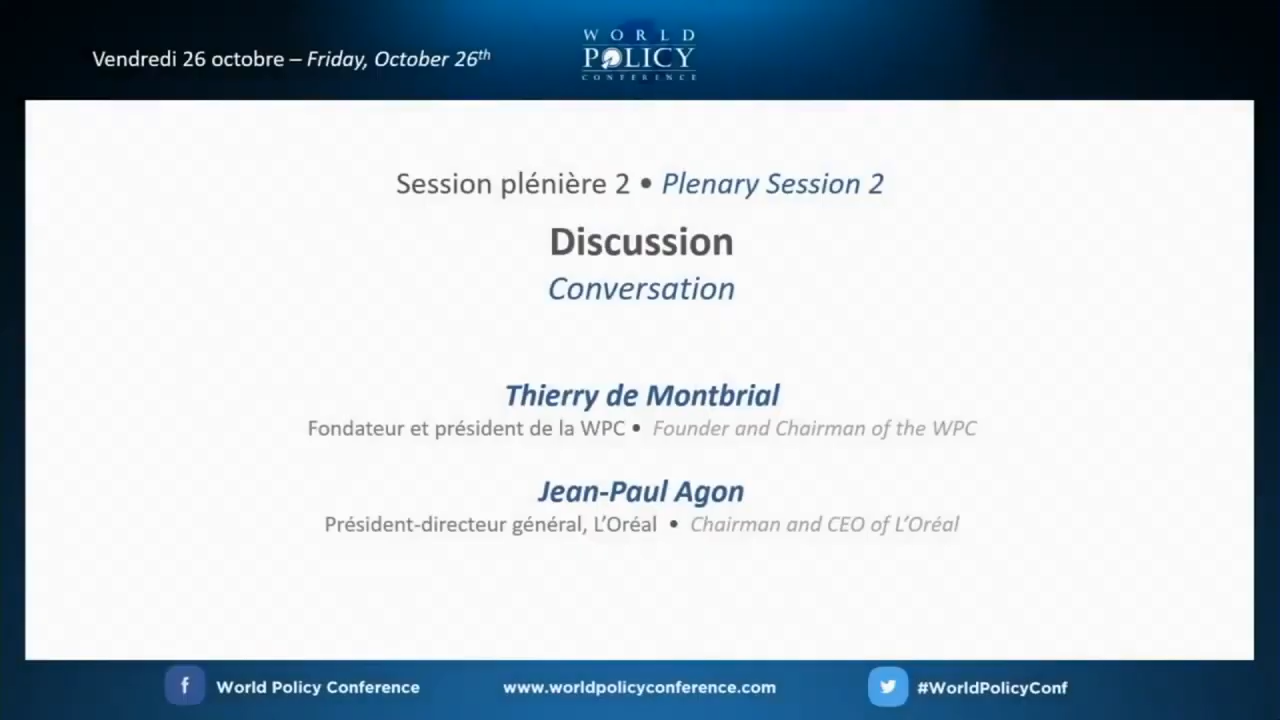 Vendredi 26 octobre – Friday, October 26th
WORLD
POLICY
CONFERENCE
Session plénière 2 • Plenary Session 2
Discussion
Conversation
Thierry de Montbrial
Fondateur et président de la WPC • Founder and Chairman of the WPC
Jean-Paul Agon
Président-directeur général, L’Oréal • Chairman and CEO of L’Oréal
f World Policy Conference www.worldpolicyconference.com #WorldPolicyConf